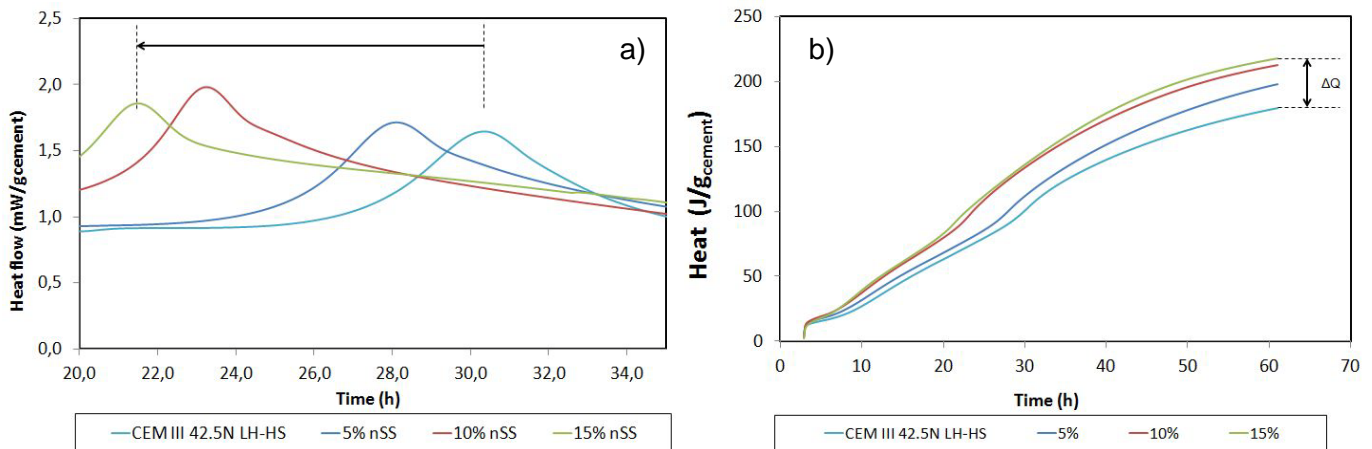 a)
2,5
2,0
1,5
1,0
0,5
0,0
Heat flow (mW/gcement)
20,0 22,0 24,0 26,0 28,0 30,0 32,0 34,0
Time (h)
CEM III 42.5N LH-HS 5% nSS 10% nSS 15% nSS
b)
250
200
150
100
50
0
Heat (J/gcement)
ΔQ
0 10 20 30 40 50 60 70
Time (h)
CEM III 42.5N LH-HS 5% 10% 15%